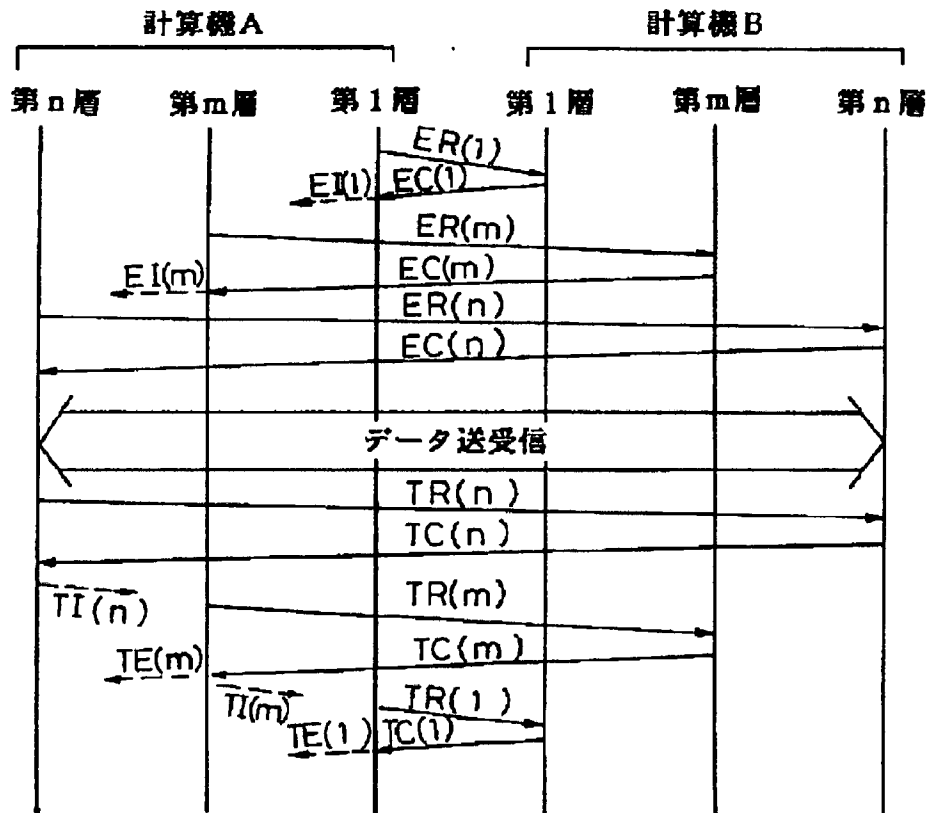 計算機A
計算機B
第n層 第m層 第1層 第1層 第m層 第n層
ER(1)
EI(1) EC(1)
ER(m)
EI(m) EC(m)
ER(n)
EC(n)
データ送受信
TR(n)
TC(n)
TI(n)
TR(m)
TE(m) TC(m)
TI(m) TR(1)
TE(1) TC(1)